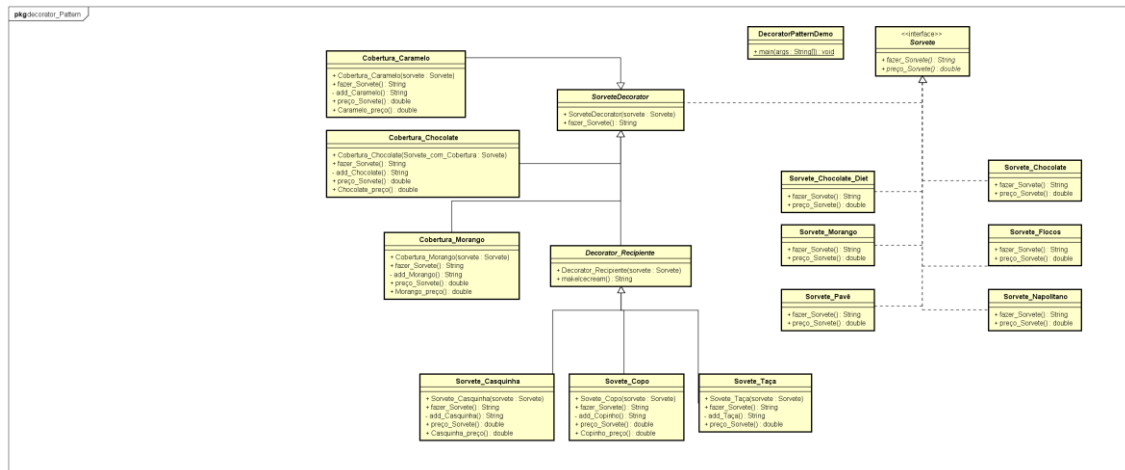 pkg decorator_Pattern
DecoratorPatternDemo
+ main(args : String[]) : void
<<interface>>
Sorvete
+ fazer_Sorvete() : String
+ preço_Sorvete() : double
Cobertura_Caramelo
+ Cobertura_Caramelo(sorvete : Sorvete)
+ fazer_Sorvete() : String
- add_Caramelo() : String
+ preço_Sorvete() : double
+ Caramelo_preço() : double
SorveteDecorator
+ SorveteDecorator(sorvete : Sorvete)
+ fazer_Sorvete() : String
Cobertura_Chocolate
+ Cobertura_Chocolate(Sorvete_com_Cobertura : Sorvete)
+ fazer_Sorvete() : String
- add_Chocolate() : String
+ preço_Sorvete() : double
+ Chocolate_preço() : double
Sorvete_Chocolate_Diet
+ fazer_Sorvete() : String
+ preço_Sorvete() : double
Sorvete_Chocolate
+ fazer_Sorvete() : String
+ preço_Sorvete() : double
Cobertura_Morango
+ Cobertura_Morango(sorvete : Sorvete)
+ fazer_Sorvete() : String
- add_Morango() : String
+ preço_Sorvete() : double
+ Morango_preço() : double
Decorator_Recipiente
+ Decorator_Recipiente(sorvete : Sorvete)
+ makeIcecream() : String
Sorvete_Morango
+ fazer_Sorvete() : String
+ preço_Sorvete() : double
Sorvete_Flocos
+ fazer_Sorvete() : String
+ preço_Sorvete() : double
Sorvete_Pavê
+ fazer_Sorvete() : String
+ preço_Sorvete() : double
Sorvete_Napolitano
+ fazer_Sorvete() : String
+ preço_Sorvete() : double
Sorvete_Casquinha
+ Sorvete_Casquinha(sorvete : Sorvete)
+ fazer_Sorvete() : String
- add_Casquinha() : String
+ preço_Sorvete() : double
+ Casquinha_preço() : double
Sovete_Copo
+ Sovete_Copo(sorvete : Sorvete)
+ fazer_Sorvete() : String
- add_Copinho() : String
+ preço_Sorvete() : double
+ Copinho_preço() : double
Sovete_Taça
+ Sovete_Taça(sorvete : Sorvete)
+ fazer_Sorvete() : String
- add_Taça() : String
+ preço_Sorvete() : double